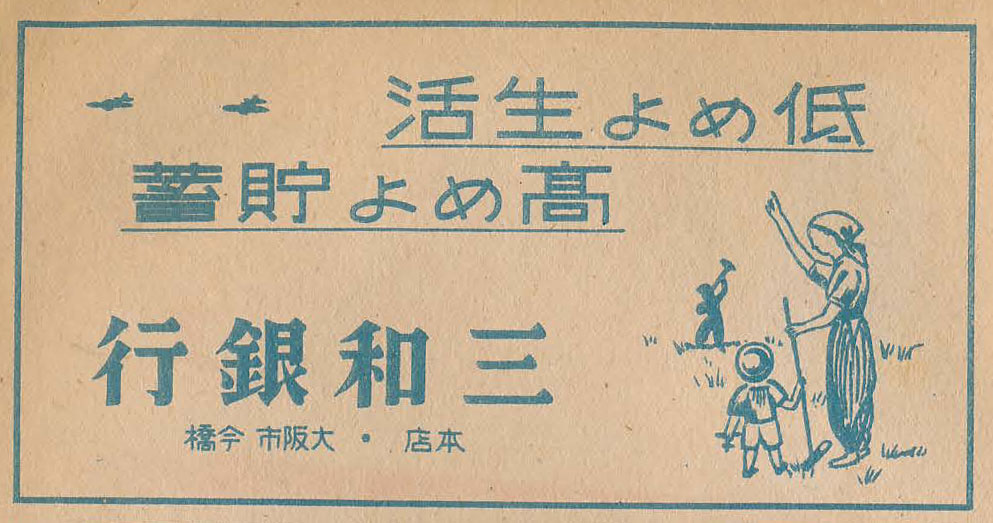 低めよ生活
高めよ貯蓄
三和銀行
本店・大阪市今橋